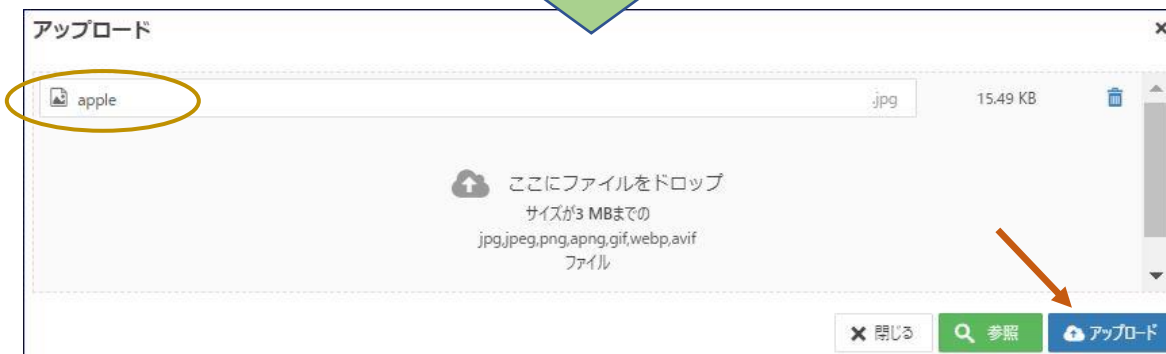 アップロード
apple .jpg 15.49 KB
ここにファイルをドロップ
サイズが3 MBまでの
jpg,jpeg,png,apng,gif,webp,avif
ファイル
閉じる 参照 アップロード